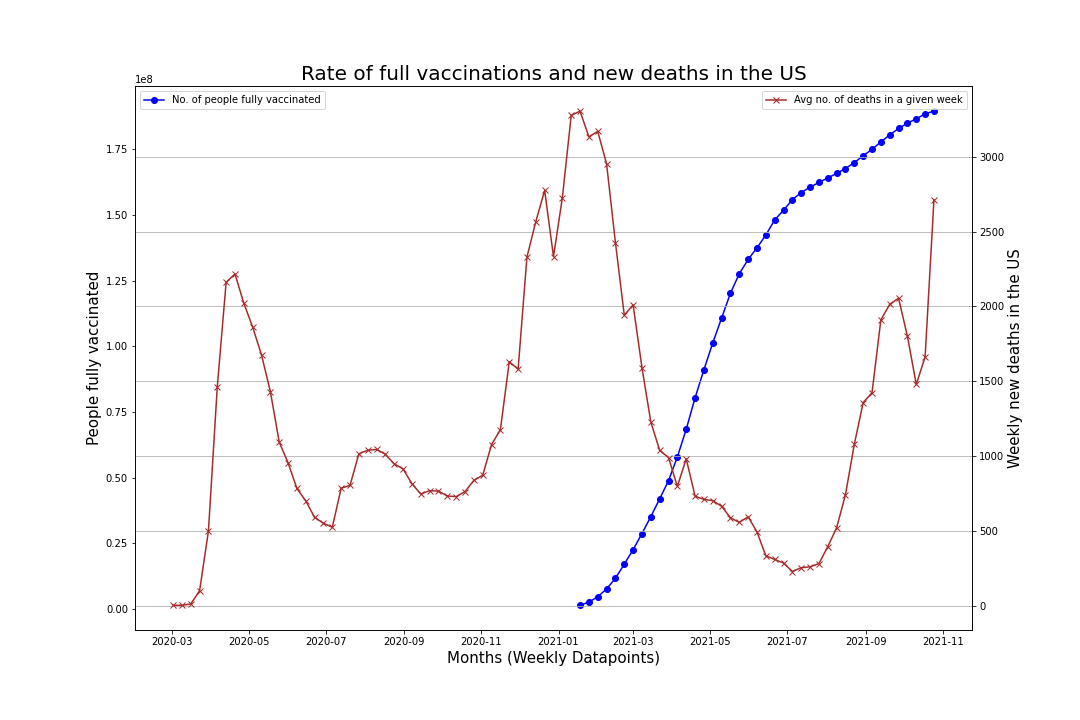 Rate of full vaccinations and new deaths in the US
1e8
No. of people fully vaccinated
Avg no. of deaths in a given week
1.75
1.50
1.25
1.00
0.75
0.50
0.25
0.00
People fully vaccinated
3000
2500
2000
1500
1000
500
0
Weekly new deaths in the US
2020-03 2020-05 2020-07 2020-09 2020-11 2021-01 2021-03 2021-05 2021-07 2021-09 2021-11
Months (Weekly Datapoints)